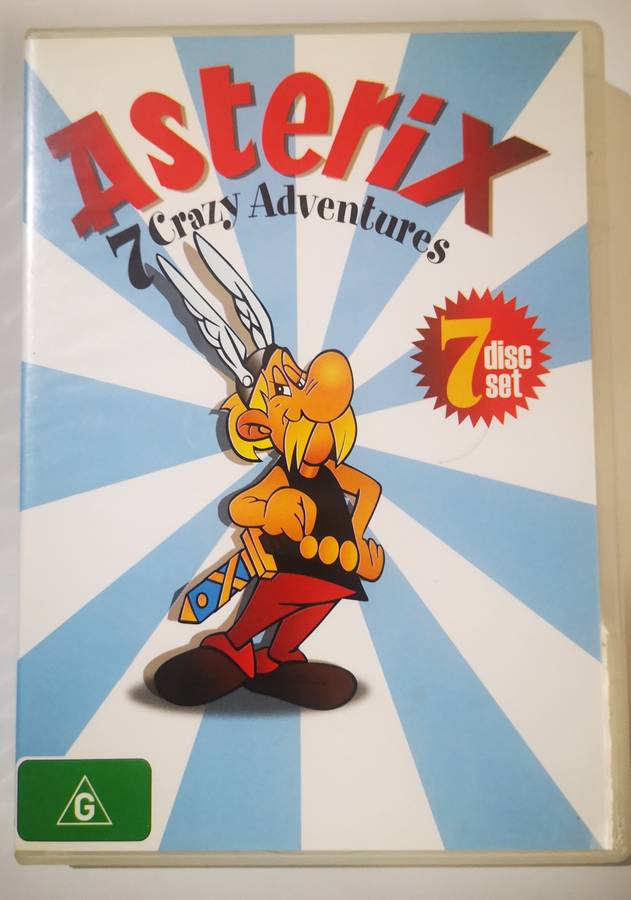 Asterix
7 Crazy Adventures
7 disc
set
G